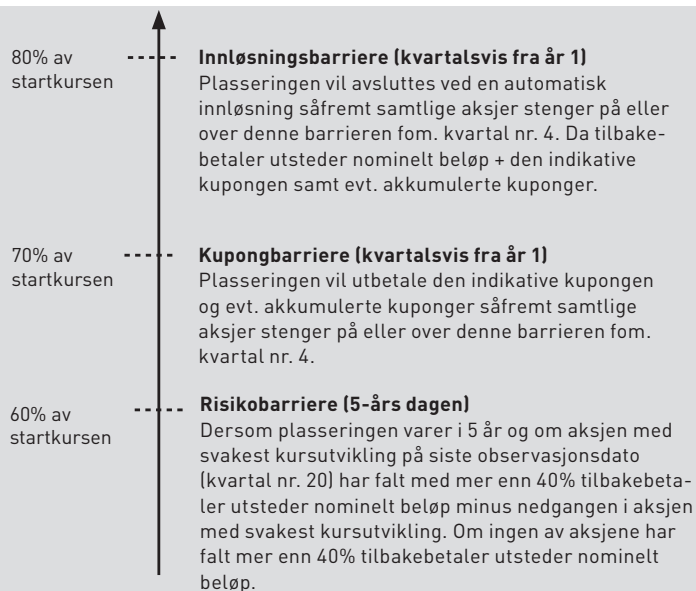 80% av
startkursen
Innløsningsbarriere (kvartalsvis fra år 1)
Plasseringen vil avsluttes ved en automatisk
innløsning såfremt samtlige aksjer stenger på eller
over denne barrieren fom. kvartal nr. 4. Da tilbake-
betaler utsteder nominelt beløp + den indikative
kupongen samt evt. akkumulerte kuponger.
70% av
startkursen
Kupongbarriere (kvartalsvis fra år 1)
Plasseringen vil utbetale den indikative kupongen
og evt. akkumulerte kuponger såfremt samtlige
aksjer stenger på eller over denne barrieren fom.
kvartal nr. 4.
60% av
startkursen
Risikobarriere (5-års dagen)
Dersom plasseringen varer i 5 år og om aksjen med
svakest kursutvikling på siste observasjonsdato
(kvartal nr. 20) har falt med mer enn 40% tilbakebeta-
ler utsteder nominelt beløp minus nedgangen i aksjen
med svakest kursutvikling. Om ingen av aksjene har
falt mer enn 40% tilbakebetaler utsteder nominelt
beløp.